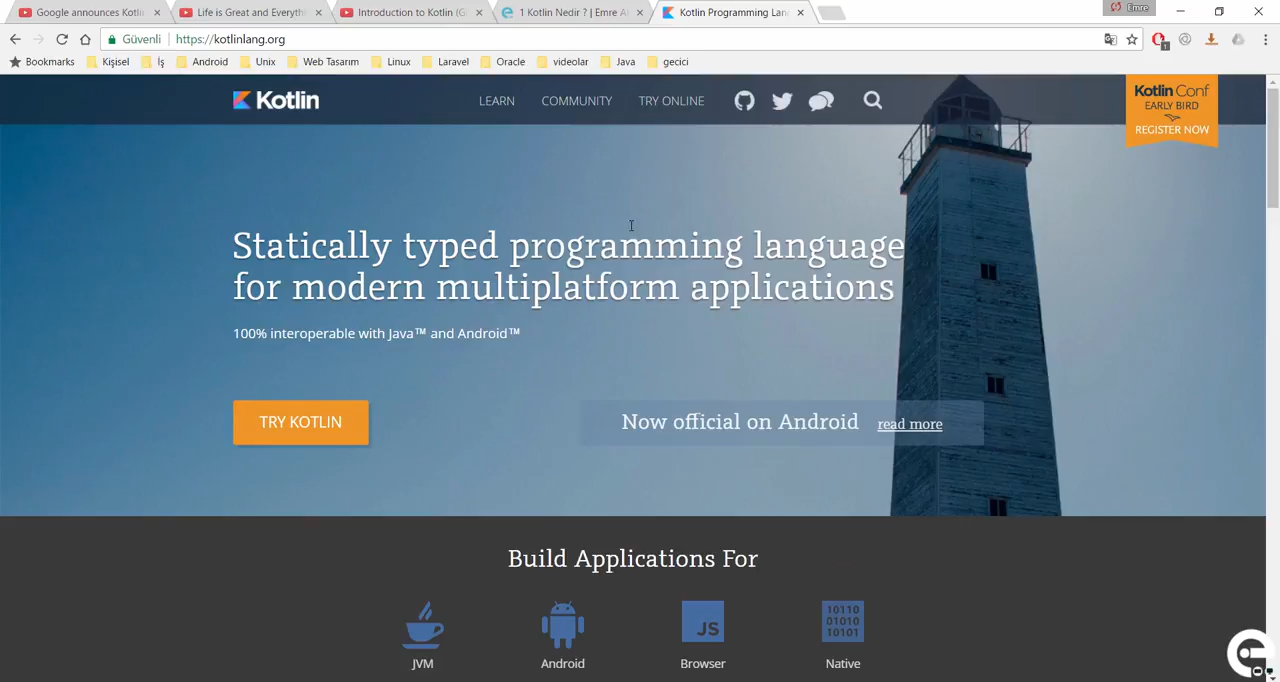 Google announces Kotli
Life is Great and Everythi
Introduction to Kotlin (G
1 Kotlin Nedir ? | Emre A
Kotlin Programming Lan
Emre
Güvenli
https://kotlinlang.org
1
Bookmarks
Kişisel
İş
Android
Unix
Web Tasarım
Linux
Laravel
Oracle
videolar
Java
gecici
Kotlin
LEARN
COMMUNITY
TRY ONLINE
Kotlin Conf
EARLY BIRD
REGISTER NOW
Statically typed programming language
for modern multiplatform applications
100% interoperable with Java™ and Android™
TRY KOTLIN
Now official on Android read more
Build Applications For
JS
10110
01010
10101
JVM
Android
Browser
Native